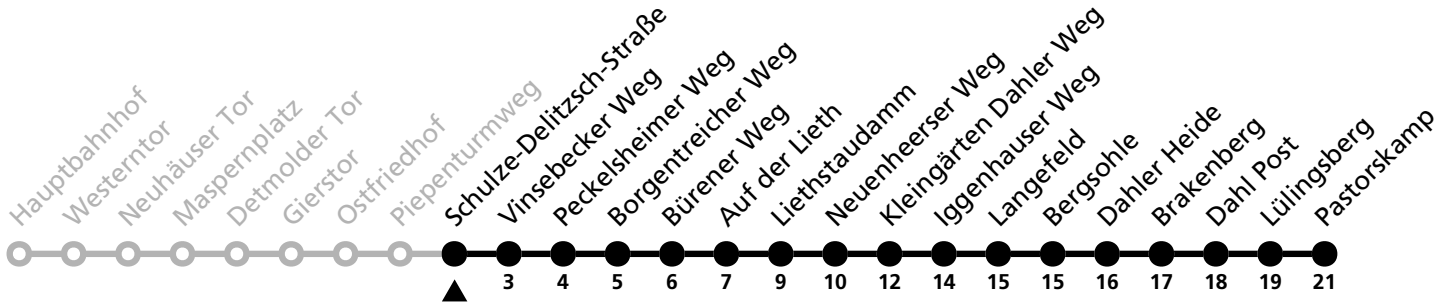 Hauptbahnhof
Westerntor
Neuhäuser Tor
Maspernplatz
Detmolder Tor
Gierstor
Ostfriedhof
Piepenturmweg
Schulze-Delitzsch-Straße
Vinsebecker Weg
Peckelsheimer Weg
Borgentreicher Weg
Bürener Weg
Auf der Lieth
Liethstaudamm
Neuenheerser Weg
Kleingärten Dahler Weg
Iggenhauser Weg
Langefeld
Bergsohle
Dahler Heide
Brakenberg
Dahl Post
Lülingsberg
Pastorskamp
3 4 5 6 7 9 10 12 14 15 15 16 17 18 19 21